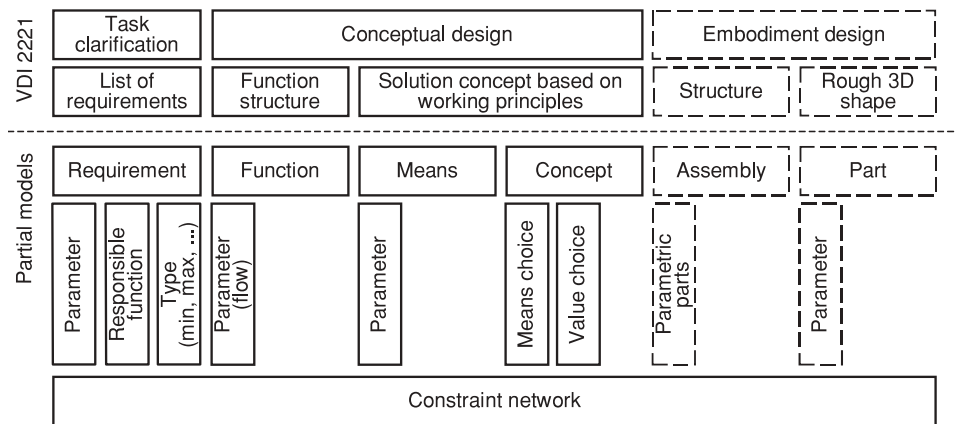 VDI 2221
Task
clarification
Conceptual design
Embodiment design
List of
requirements
Function
structure
Solution concept based on
working principles
Structure
Rough 3D
shape
Partial models
Requirement
Function
Means
Concept
Assembly
Part
Parameter
Responsible
function
Type
(min, max, ...)
Parameter
(flow)
Parameter
Means choice
Value choice
Parametric
parts
Parameter
Constraint network